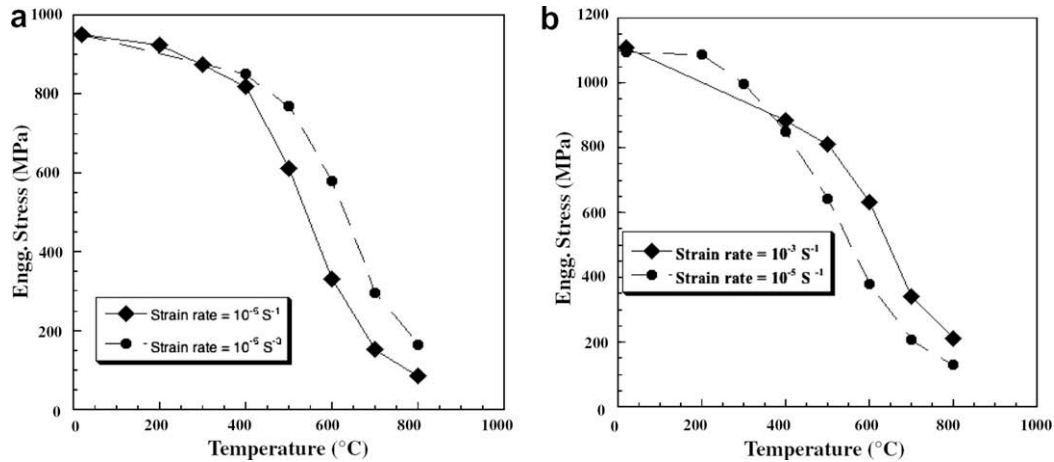 a
1000
800
600
400
200
0
0 200 400 600 800 1000
Engg. Stress (MPa)
Temperature (°C)
Strain rate = 10⁻⁵ S⁻¹
Strain rate = 10⁻⁵ S⁻³
b
1200
1000
800
600
400
200
0
0 200 400 600 800 1000
Engg. Stress (MPa)
Temperature (°C)
Strain rate = 10⁻³ S⁻¹
Strain rate = 10⁻⁵ S⁻¹